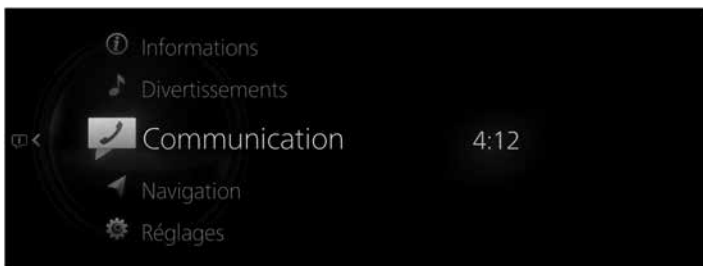 Informations
Divertissements
Communication
4:12
Navigation
Réglages